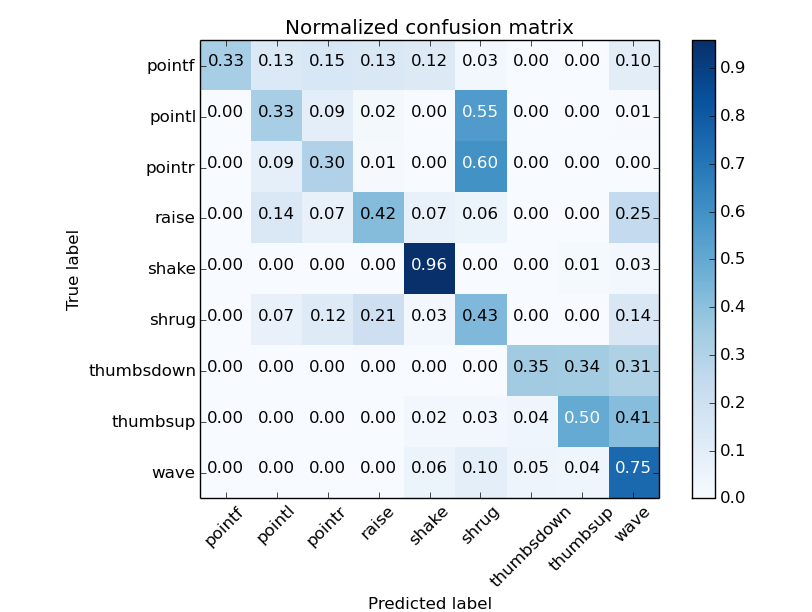 Normalized confusion matrix
pointf 0.33 0.13 0.15 0.13 0.12 0.03 0.00 0.00 0.10
pointl 0.00 0.33 0.09 0.02 0.00 0.55 0.00 0.00 0.01
pointr 0.00 0.09 0.30 0.01 0.00 0.60 0.00 0.00 0.00
raise 0.00 0.14 0.07 0.42 0.07 0.06 0.00 0.00 0.25
shake 0.00 0.00 0.00 0.00 0.96 0.00 0.00 0.01 0.03
shrug 0.00 0.07 0.12 0.21 0.03 0.43 0.00 0.00 0.14
thumbsdown 0.00 0.00 0.00 0.00 0.00 0.00 0.35 0.34 0.31
thumbsup 0.00 0.00 0.00 0.00 0.02 0.03 0.04 0.50 0.41
wave 0.00 0.00 0.00 0.00 0.06 0.10 0.05 0.04 0.75
pointf pointl pointr raise shake shrug thumbsdown thumbsup wave
Predicted label
True label
0.9
0.8
0.7
0.6
0.5
0.4
0.3
0.2
0.1
0.0